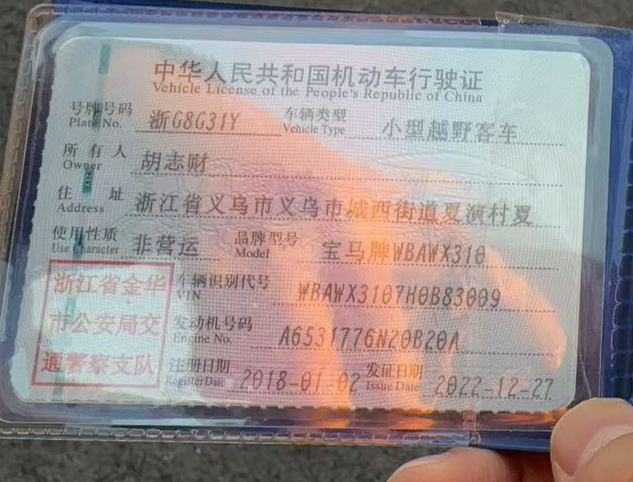 中华人民共和国机动车行驶证
Vehicle License of the People's Republic of China
号牌号码 浙G8G31Y 车辆类型 小型越野客车
Plate No. Vehicle Type
所有人 胡志财
Owner
住址 浙江省义乌市义乌市城西街道夏演村夏
Address
使用性质 非营运 品牌型号 宝马牌WBAWX310
Use Character Model
浙江省金华
市公安局交
通警察支队
车辆识别代号 WBAWX3107H0B83009
VIN
发动机号码 A6531776N20B20A
Engine No.
注册日期 2018-01-02 发证日期 2022-12-27
Register Date Issue Date